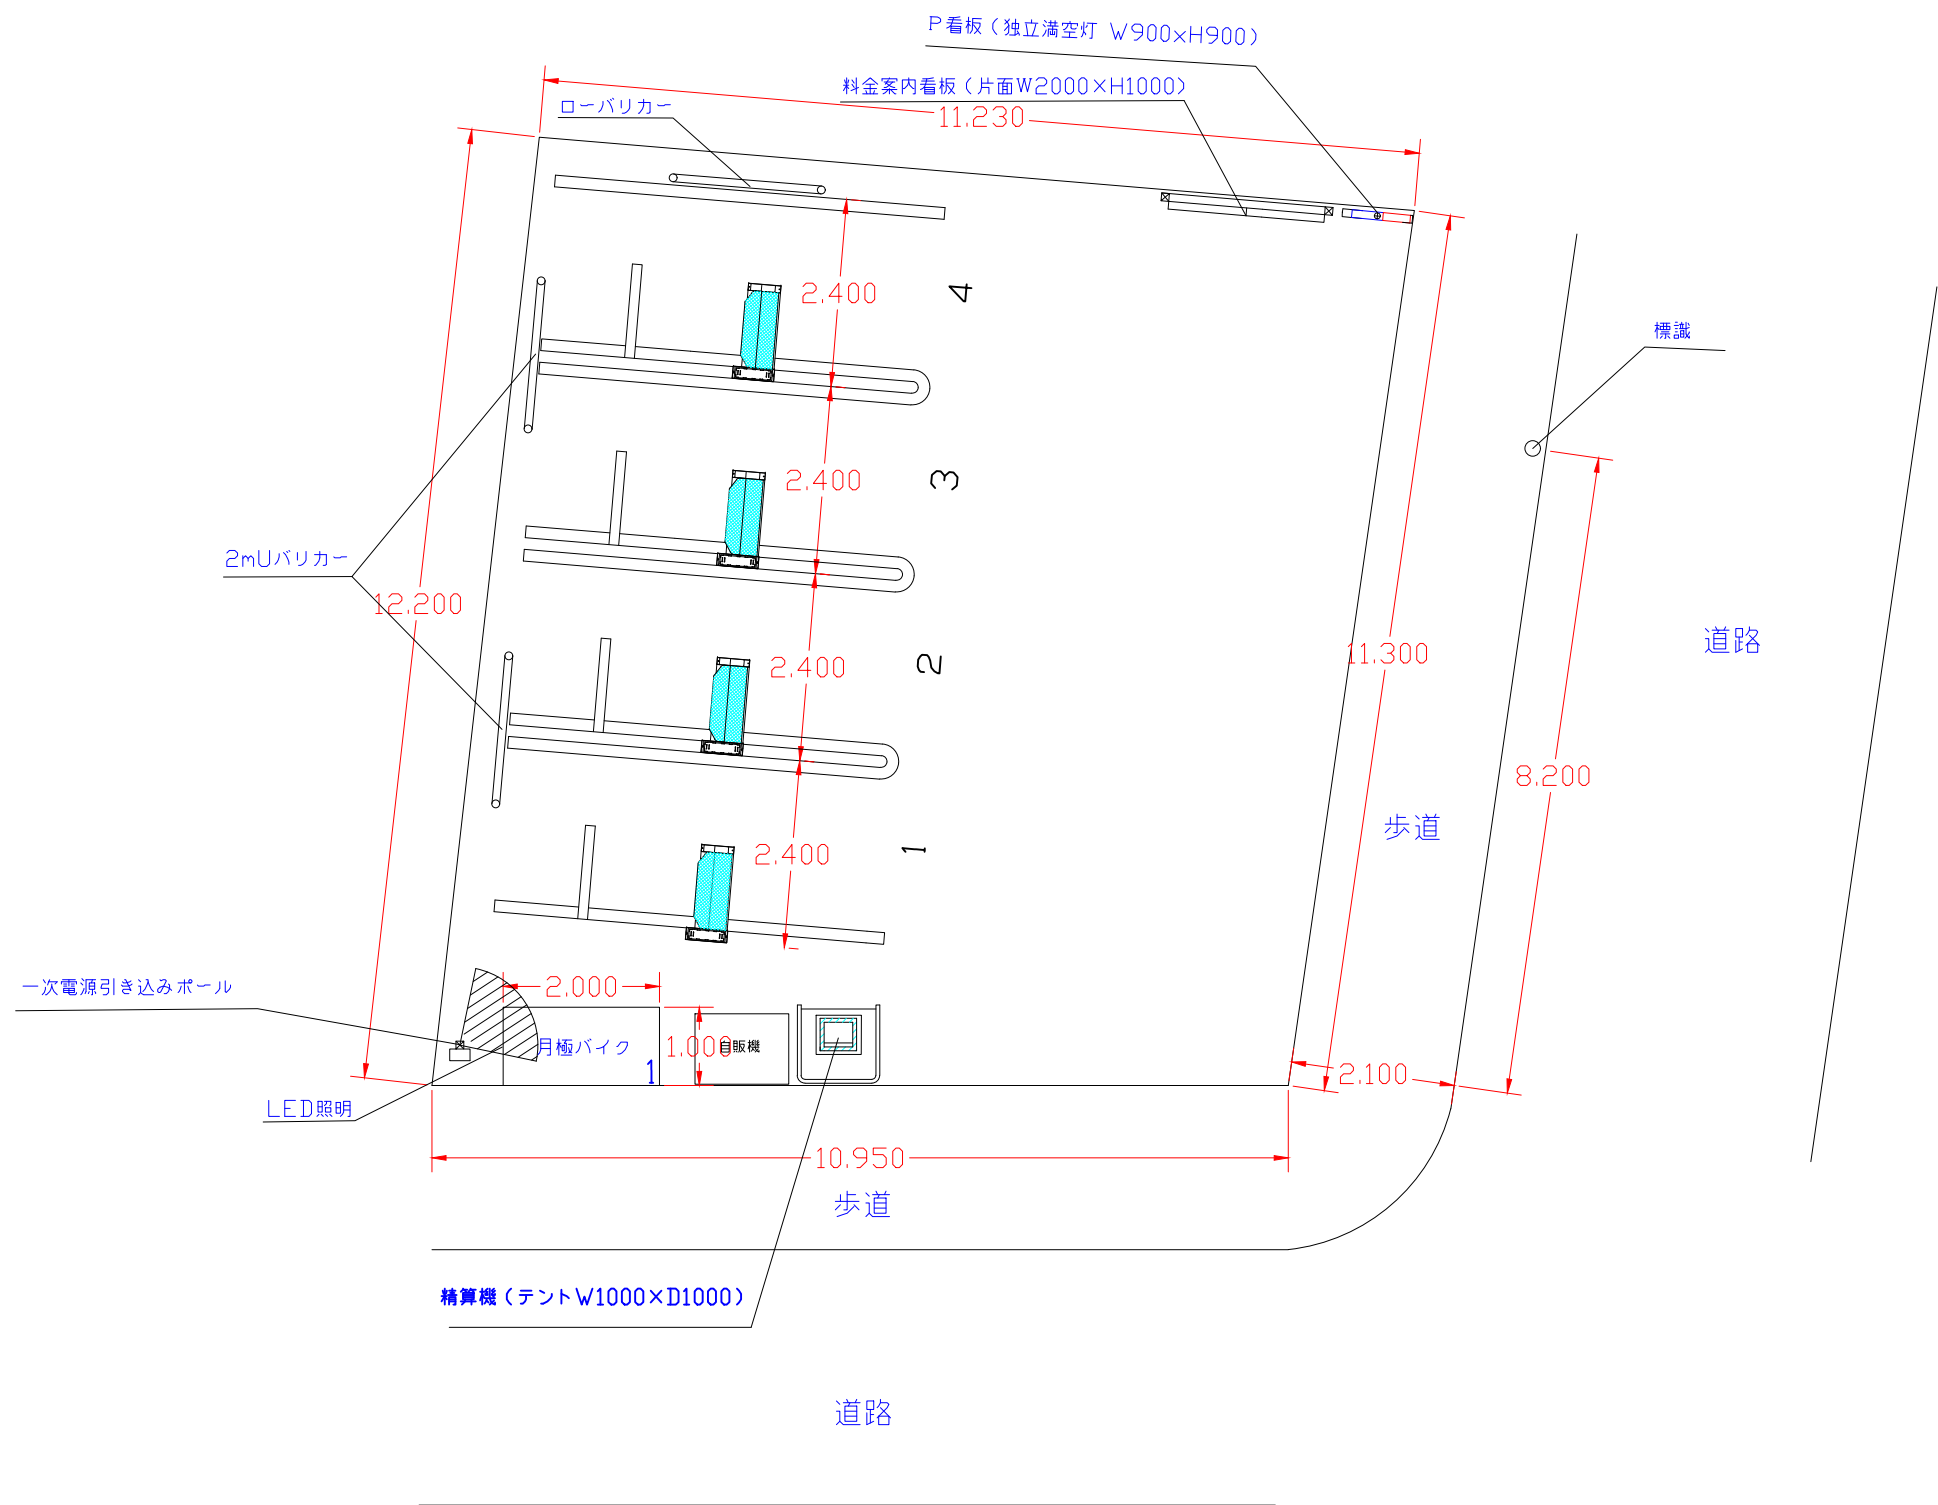 P看板（独立満空灯 W900×H900）
料金案内看板（片面W2000×H1000）
ローバリカー
11.230
2.400
4
標識
2.400
3
2mUバリカー
12.200
道路
11.300
2.400
2
8.200
歩道
2.400
1
一次電源引き込みポール
2.000
月極バイク
1
1.000
自販機
2.100
LED照明
10.950
歩道
精算機（テントW1000×D1000）
道路